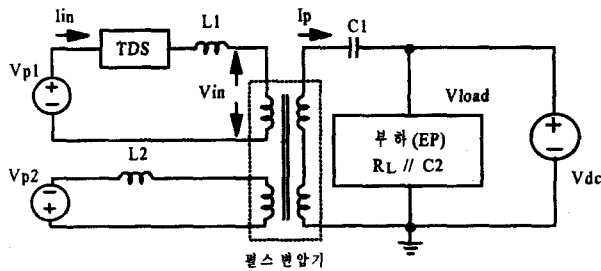 Iin
L1
Ip
C1
TDS
Vp1
Vin
Vload
부하(EP)
RL // C2
Vdc
L2
Vp2
펄스 변압기